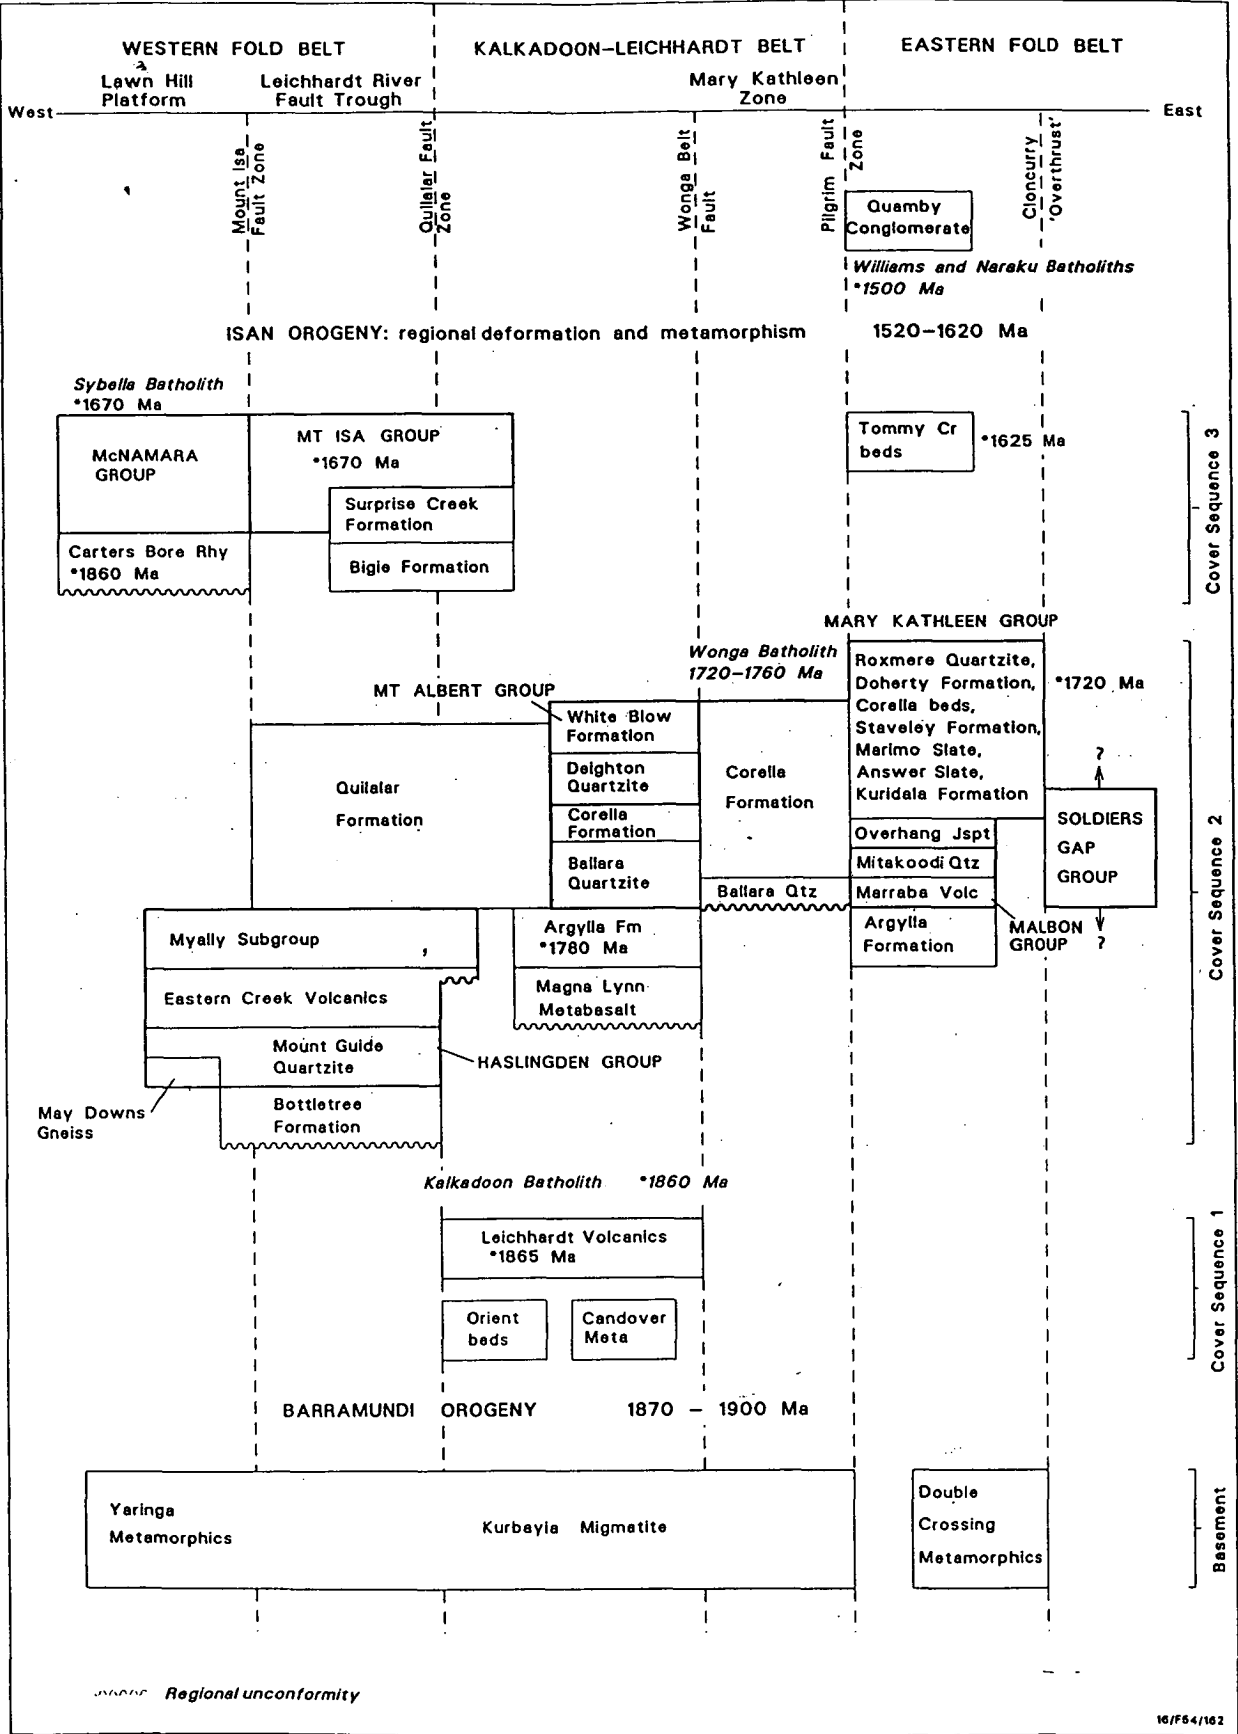 WESTERN FOLD BELT
KALKADOON-LEICHHARDT BELT
EASTERN FOLD BELT
Lawn Hill
Platform
Leichhardt River
Fault Trough
Mary Kathleen
Zone
West
East
Mount Isa
Fault Zone
Quilalar Fault
Zone
Wonga Belt
Fault
Pilgrim Fault
Zone
Cloncurry
'Overthrust'
Quamby
Conglomerate
Williams and Naraku Batholiths
*1500 Ma
ISAN OROGENY: regional deformation and metamorphism 1520-1620 Ma
Sybella Batholith
*1670 Ma
McNAMARA
GROUP
MT ISA GROUP
*1670 Ma
Surprise Creek
Formation
Carters Bore Rhy
*1860 Ma
Bigie Formation
Tommy Cr
beds
*1625 Ma
Cover Sequence 3
MARY KATHLEEN GROUP
Wonga Batholith
1720-1760 Ma
MT ALBERT GROUP
Roxmere Quartzite,
Doherty Formation,
Corella beds,
Staveley Formation,
Marimo Slate,
Answer Slate,
Kuridala Formation
*1720 Ma
White Blow
Formation
Deighton
Quartzite
Corella
Formation
Ballara
Quartzite
Quilalar
Formation
Corella
Formation
Ballara Qtz
Overhang Jspt
Mitakoodi Qtz
Marraba Volc
Argylla
Formation
MALBON
GROUP
?
SOLDIERS
GAP
GROUP
?
Cover Sequence 2
Myally Subgroup
Eastern Creek Volcanics
Mount Guide
Quartzite
Bottletree
Formation
May Downs
Gneiss
HASLINGDEN GROUP
Argylla Fm
*1780 Ma
Magna Lynn
Metabasalt
Kalkadoon Batholith *1860 Ma
Leichhardt Volcanics
*1865 Ma
Orient
beds
Candover
Meta
Cover Sequence 1
BARRAMUNDI OROGENY 1870 - 1900 Ma
Yaringa
Metamorphics
Kurbayia Migmatite
Double
Crossing
Metamorphics
Basement
Regional unconformity
16/F54/162